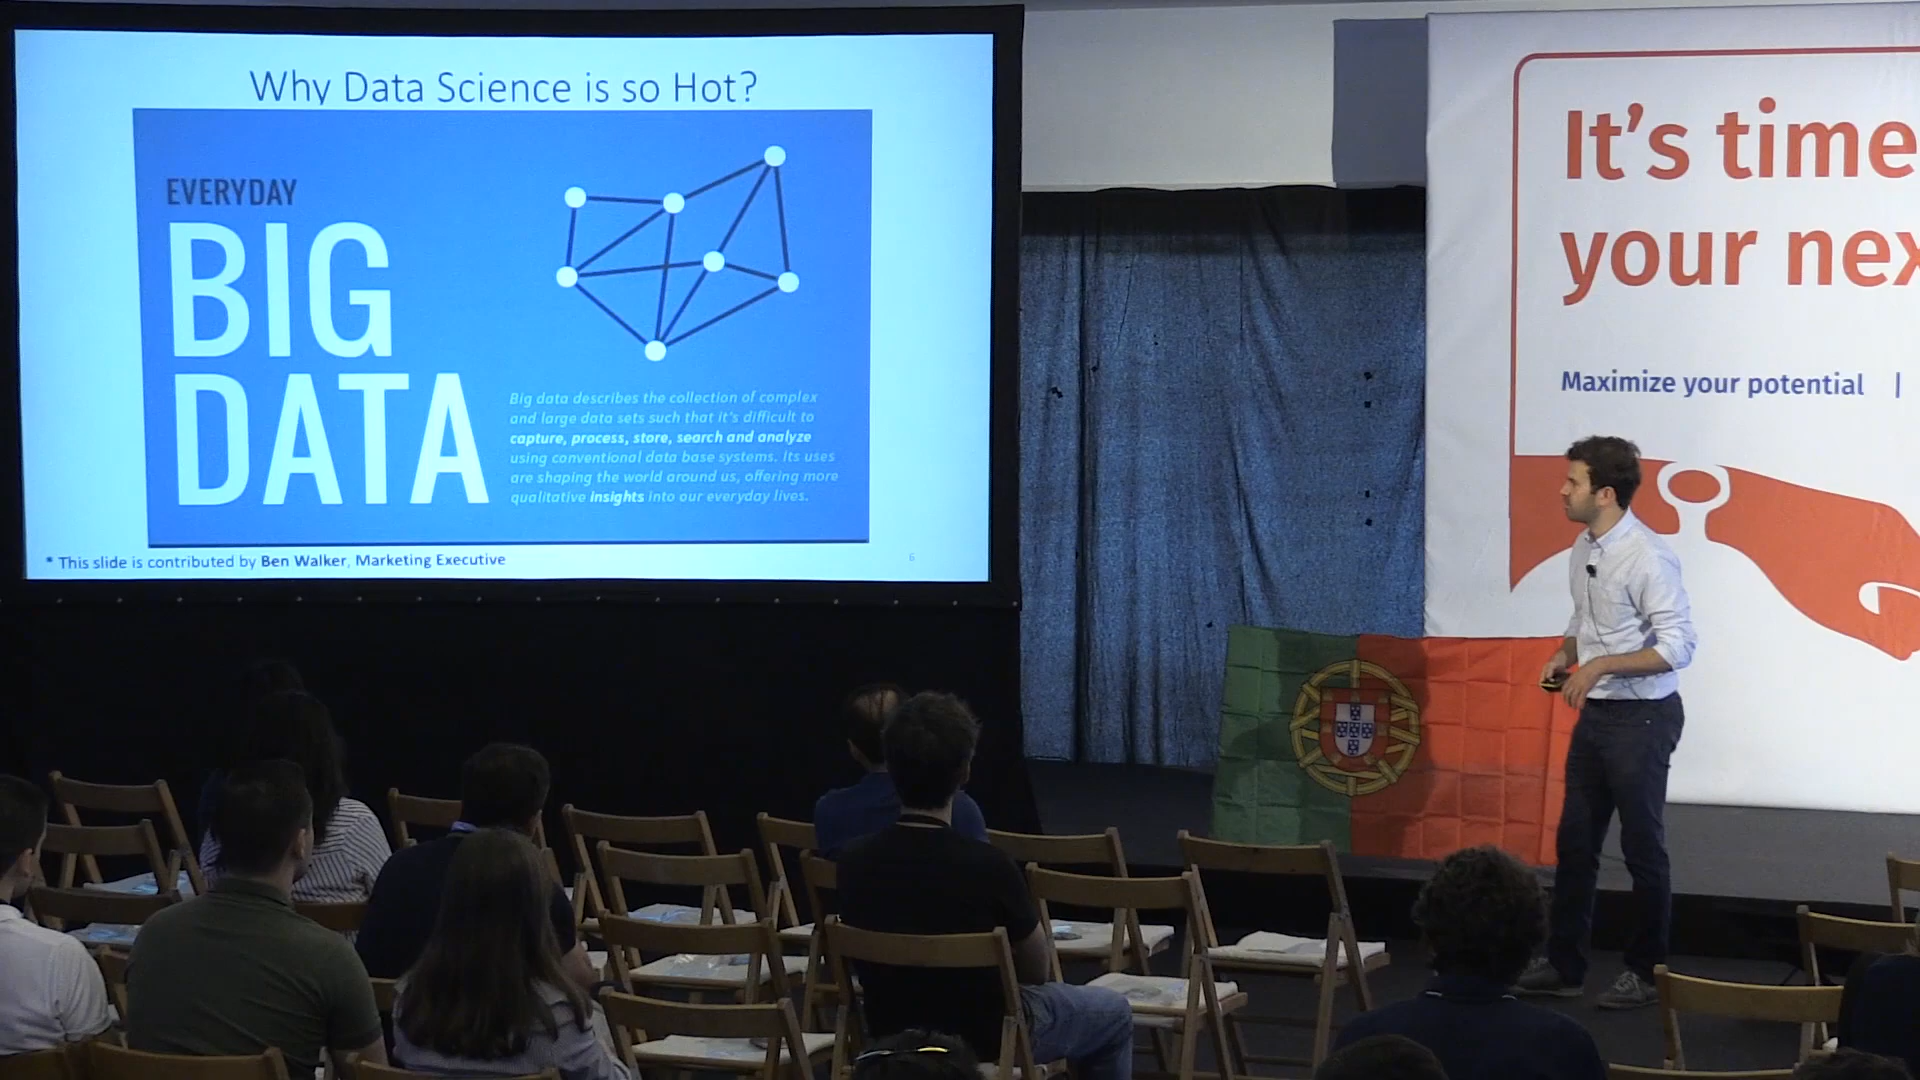 Why Data Science is so Hot?
EVERYDAY
BIG
DATA
Big data describes the collection of complex
and large data sets such that it's difficult to
capture, process, store, search and analyze
using conventional data base systems. Its uses
are shaping the world around us, offering more
qualitative insights into our everyday lives.
* This slide is contributed by Ben Walker, Marketing Executive
6
It's time
your nex
Maximize your potential |